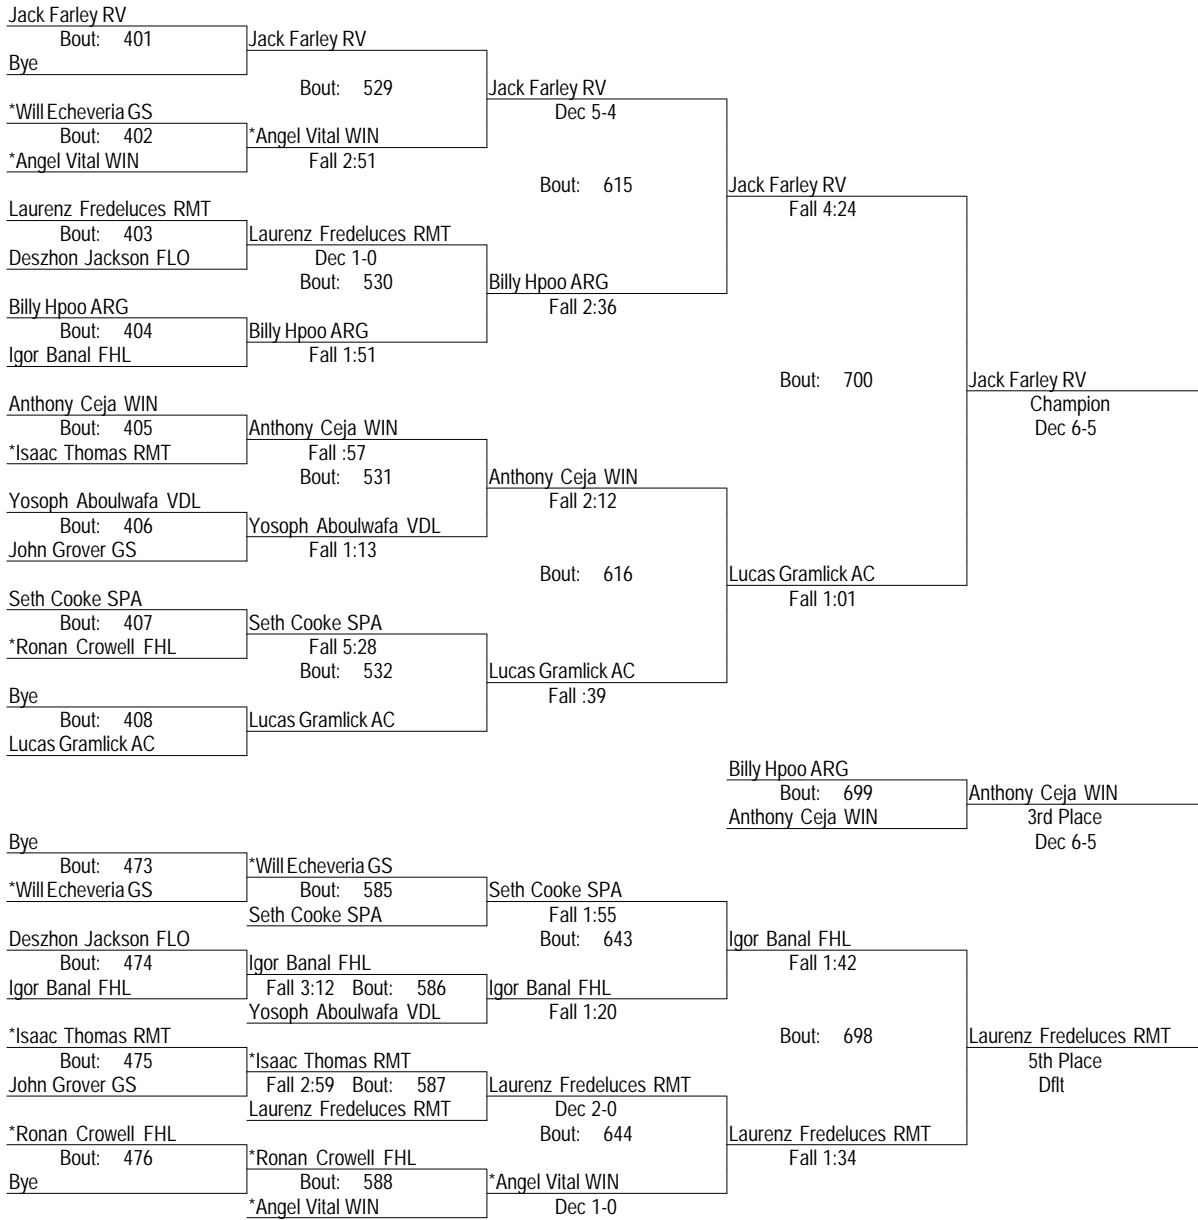 Jack Farley RV
Bout: 401
Jack Farley RV
Bye
Bout: 529
Jack Farley RV
Dec 5-4
*Will Echeveria GS
Bout: 402
*Angel Vital WIN
*Angel Vital WIN
Fall 2:51
Bout: 615
Jack Farley RV
Fall 4:24
Laurenz Fredeluces RMT
Bout: 403
Laurenz Fredeluces RMT
Deszhon Jackson FLO
Dec 1-0
Bout: 530
Billy Hpoo ARG
Fall 2:36
Billy Hpoo ARG
Bout: 404
Billy Hpoo ARG
Igor Banal FHL
Fall 1:51
Bout: 700
Jack Farley RV
Champion
Dec 6-5
Anthony Ceja WIN
Bout: 405
Anthony Ceja WIN
*Isaac Thomas RMT
Fall :57
Bout: 531
Anthony Ceja WIN
Fall 2:12
Yosoph Aboulwafa VDL
Bout: 406
Yosoph Aboulwafa VDL
John Grover GS
Fall 1:13
Bout: 616
Lucas Gramlick AC
Fall 1:01
Seth Cooke SPA
Bout: 407
Seth Cooke SPA
*Ronan Crowell FHL
Fall 5:28
Bout: 532
Lucas Gramlick AC
Fall :39
Bye
Bout: 408
Lucas Gramlick AC
Lucas Gramlick AC
Billy Hpoo ARG
Bout: 699
Anthony Ceja WIN
Anthony Ceja WIN
3rd Place
Dec 6-5
Bye
Bout: 473
*Will Echeveria GS
*Will Echeveria GS
Bout: 585
Seth Cooke SPA
Seth Cooke SPA
Fall 1:55
Bout: 643
Igor Banal FHL
Fall 1:42
Deszhon Jackson FLO
Bout: 474
Igor Banal FHL
Igor Banal FHL
Fall 3:12 Bout: 586
Igor Banal FHL
Yosoph Aboulwafa VDL
Fall 1:20
Bout: 698
Laurenz Fredeluces RMT
5th Place
Dflt
*Isaac Thomas RMT
Bout: 475
*Isaac Thomas RMT
John Grover GS
Fall 2:59 Bout: 587
Laurenz Fredeluces RMT
Laurenz Fredeluces RMT
Dec 2-0
Bout: 644
Laurenz Fredeluces RMT
Fall 1:34
*Ronan Crowell FHL
Bout: 476
*Ronan Crowell FHL
Bye
Bout: 588
*Angel Vital WIN
*Angel Vital WIN
Dec 1-0